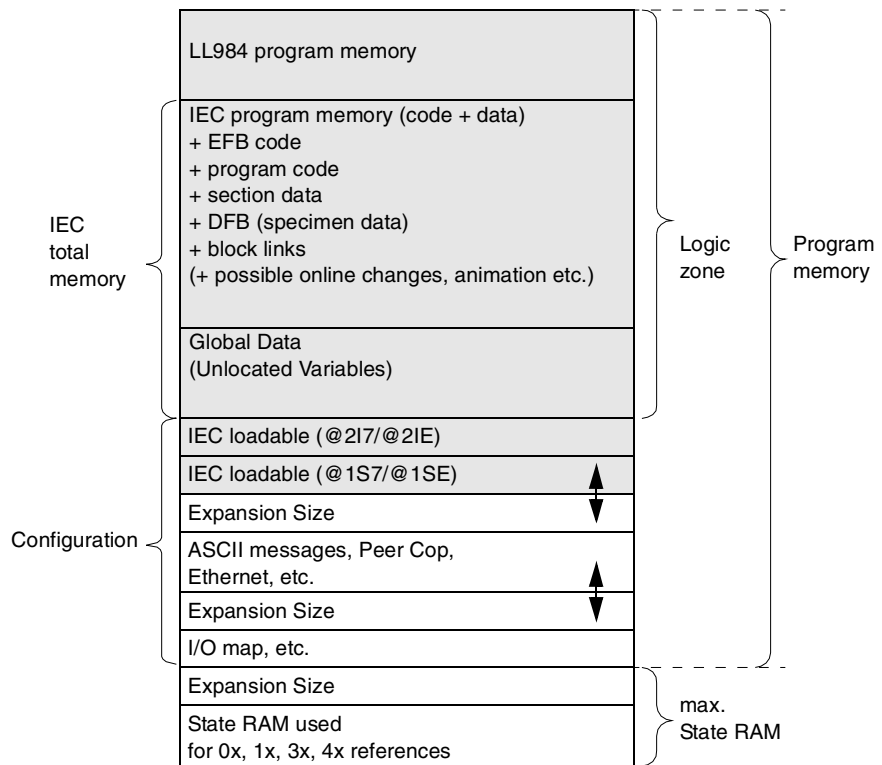 LL984 program memory
IEC program memory (code + data)
+ EFB code
+ program code
+ section data
+ DFB (specimen data)
+ block links
(+ possible online changes, animation etc.)
IEC
total
memory
Logic
zone
Program
memory
Global Data
(Unlocated Variables)
IEC loadable (@2I7/@2IE)
IEC loadable (@1S7/@1SE)
Expansion Size
Configuration
ASCII messages, Peer Cop,
Ethernet, etc.
Expansion Size
I/O map, etc.
Expansion Size
max.
State RAM
State RAM used
for 0x, 1x, 3x, 4x references